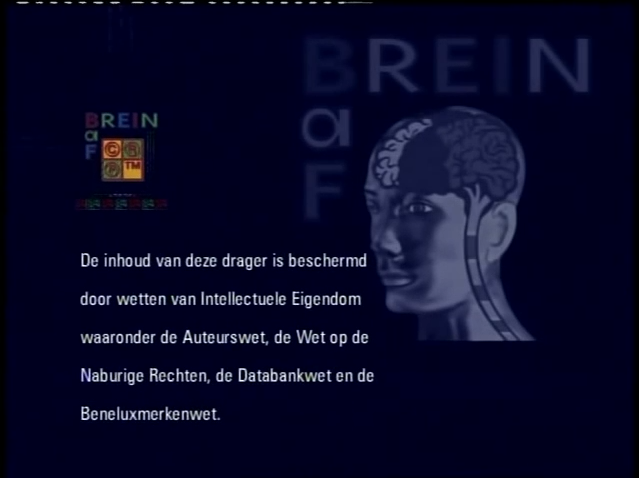 BREIN
a
F
BREIN
a
F
©®
℗™
De inhoud van deze drager is beschermd
door wetten van Intellectuele Eigendom
waaronder de Auteurswet, de Wet op de
Naburige Rechten, de Databankwet en de
Beneluxmerkenwet.